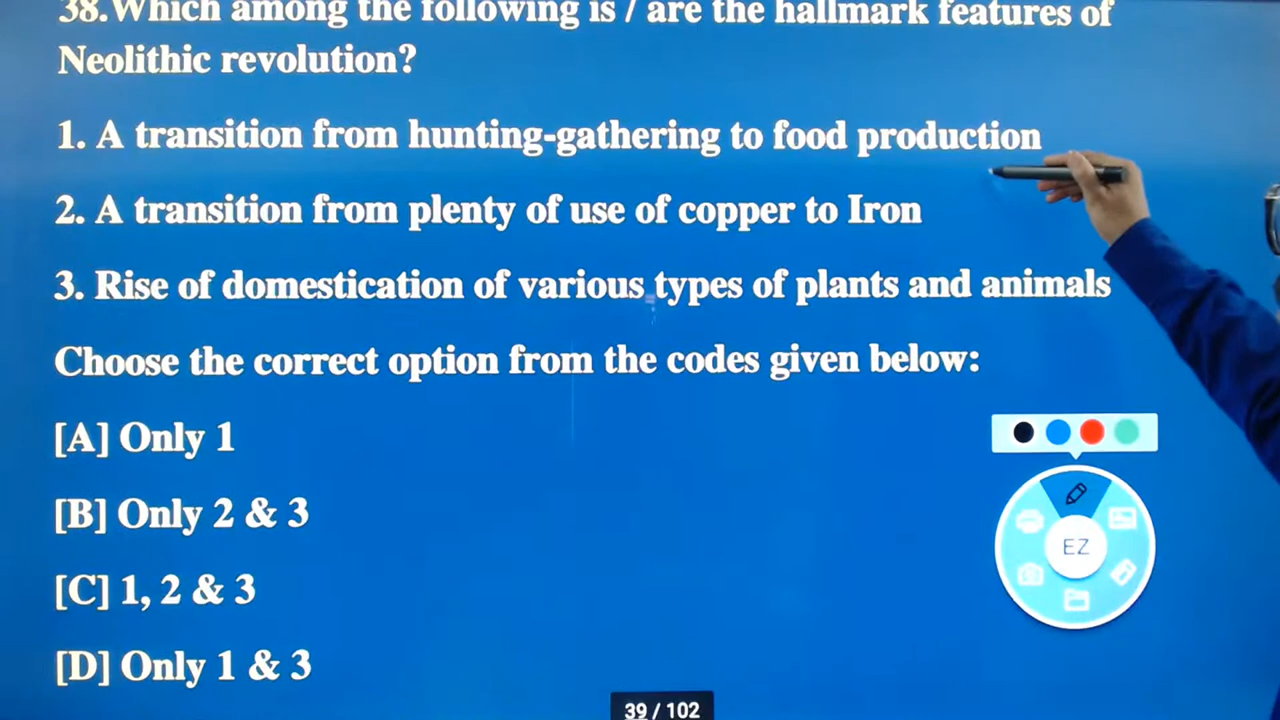 38.Which among the following is / are the hallmark features of
Neolithic revolution?
1. A transition from hunting-gathering to food production
2. A transition from plenty of use of copper to Iron
3. Rise of domestication of various types of plants and animals
Choose the correct option from the codes given below:
[A] Only 1
[B] Only 2 & 3
[C] 1, 2 & 3
[D] Only 1 & 3
EZ
39 / 102